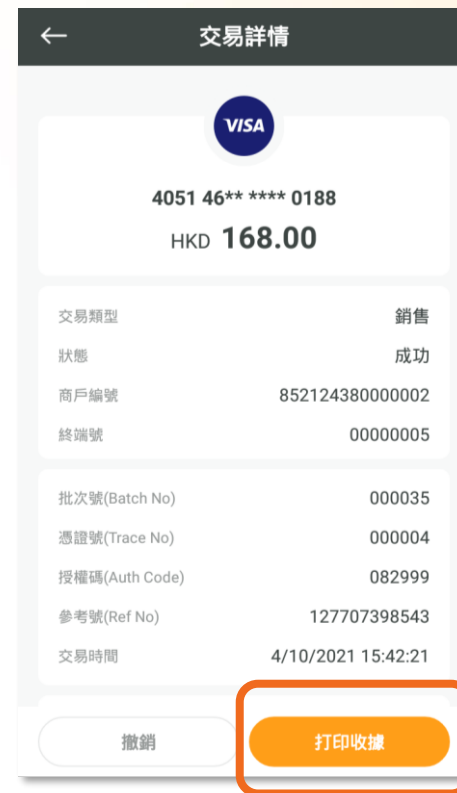 交易詳情
VISA
4051 46** **** 0188
HKD 168.00
交易類型 銷售
狀態 成功
商戶編號 852124380000002
終端號 00000005
批次號(Batch No) 000035
憑證號(Trace No) 000004
授權碼(Auth Code) 082999
參考號(Ref No) 127707398543
交易時間 4/10/2021 15:42:21
撤銷 打印收據